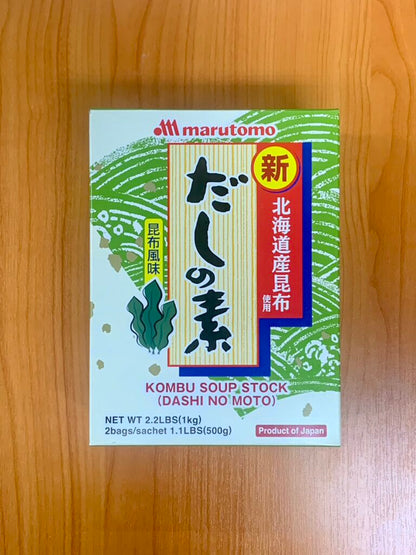 marutomo
新
北海道産昆布
使用
だしの素
昆布風味
KOMBU SOUP STOCK
(DASHI NO MOTO)
NET WT 2.2LBS(1kg)
2bags/sachet 1.1LBS(500g)
Product of Japan